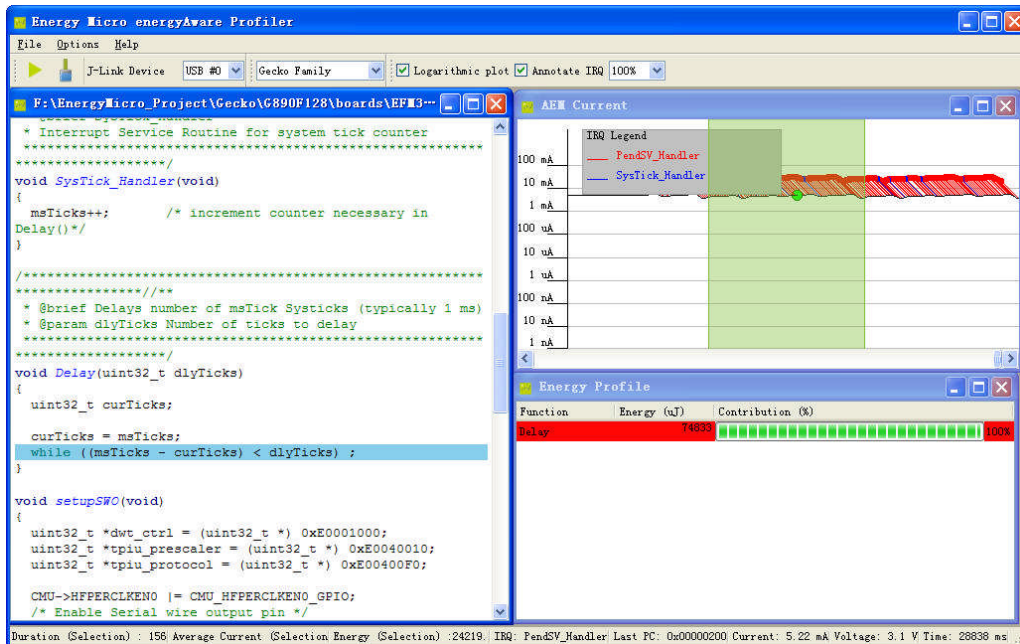 Energy Micro energyAware Profiler
File Options Help
J-Link Device USB #0 Gecko Family Logarithmic plot Annotate IRQ 100%
F:\EnergyMicro_Project\Gecko\G890F128\boards\EFM3···
* @brief SysTick_Handler
* Interrupt Service Routine for system tick counter
*******************************************************
*******************/
void SysTick_Handler(void)
{
msTicks++; /* increment counter necessary in
Delay()*/
}
/*******************************************************
****************//**
* @brief Delays number of msTick Systicks (typically 1 ms)
* @param dlyTicks Number of ticks to delay
*******************************************************
*******************/
void Delay(uint32_t dlyTicks)
{
uint32_t curTicks;
curTicks = msTicks;
while ((msTicks - curTicks) < dlyTicks) ;
}
void setupSWO(void)
{
uint32_t *dwt_ctrl = (uint32_t *) 0xE0001000;
uint32_t *tpiu_prescaler = (uint32_t *) 0xE0040010;
uint32_t *tpiu_protocol = (uint32_t *) 0xE00400F0;
CMU->HFPERCLKEN0 |= CMU_HFPERCLKEN0_GPIO;
/* Enable Serial wire output pin */
AEM Current
IRQ Legend
PendSV_Handler
SysTick_Handler
100 mA
10 mA
1 mA
100 uA
10 uA
1 uA
100 nA
10 nA
1 nA
Energy Profile
Function Energy (uJ) Contribution (%)
Delay 74833 100%
Duration (Selection) : 156 Average Current (Selection Energy (Selection) :24219. IRQ: PendSV_Handler Last PC: 0x00000200 Current: 5.22 mA Voltage: 3.1 V Time: 28838 ms